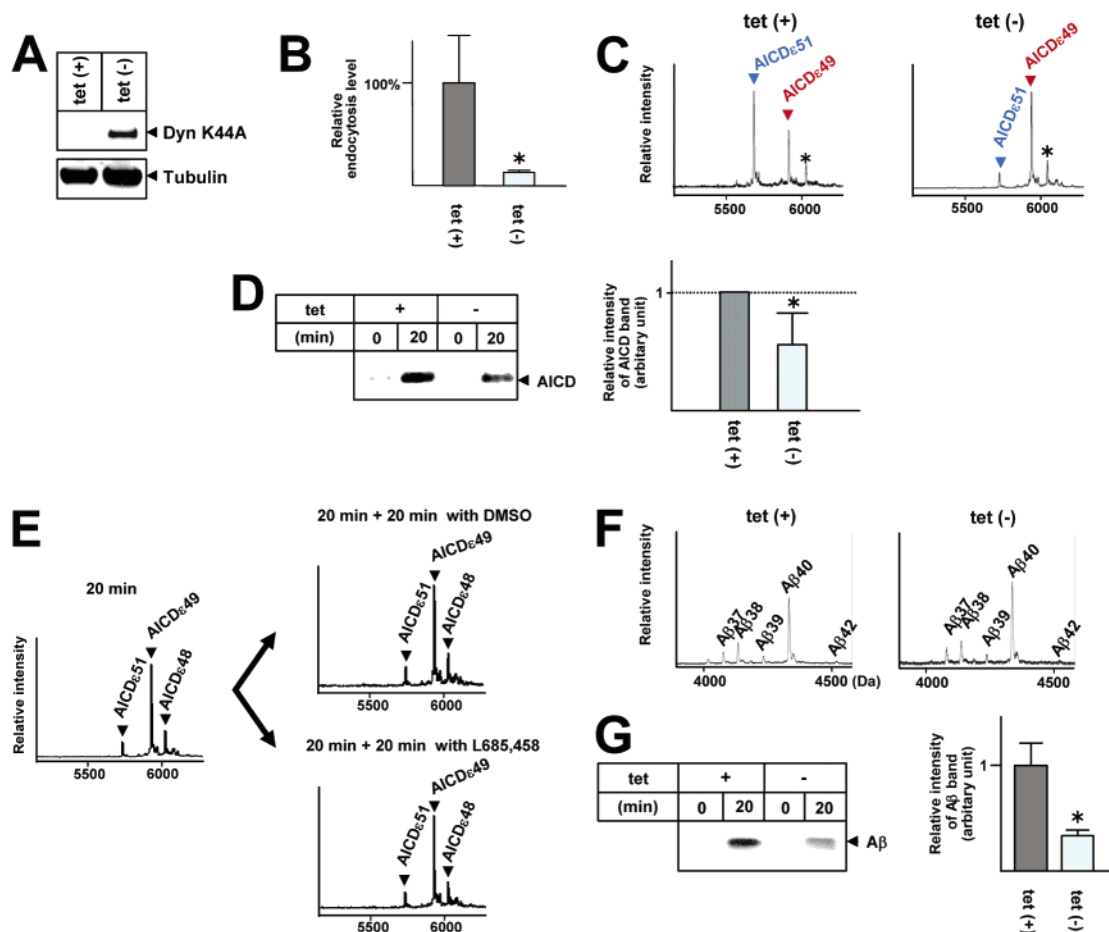 A
tet (+)
tet (-)
Dyn K44A
Tubulin
B
Relative
endocytosis level
100%
*
tet (+)
tet (-)
C
tet (+)
Relative intensity
AICDε51
AICDε49
*
5500
6000
tet (-)
AICDε51
AICDε49
*
5500
6000
D
tet + -
(min) 0 20 0 20
AICD
Relative intensity
of AICD band
(arbitary unit)
1
*
tet (+)
tet (-)
E
20 min
Relative intensity
AICDε51
AICDε49
AICDε48
5500
6000
20 min + 20 min with DMSO
AICDε51
AICDε49
AICDε48
5500
6000
20 min + 20 min with L685,458
AICDε51
AICDε49
AICDε48
5500
6000
F
tet (+)
Relative intensity
Aβ37
Aβ38
Aβ39
Aβ40
Aβ42
4000
4500 (Da)
tet (-)
Aβ37
Aβ38
Aβ39
Aβ40
Aβ42
4000
4500
G
tet + -
(min) 0 20 0 20
Aβ
Relative intensity
of Aβ band
(arbitary unit)
1
*
tet (+)
tet (-)